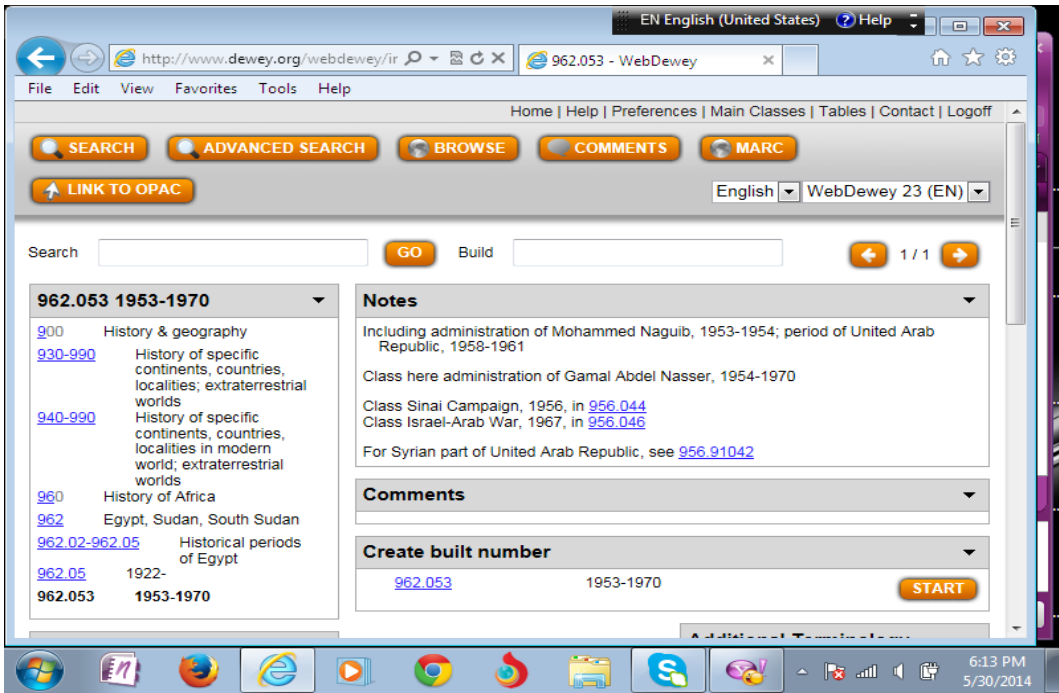 EN English (United States) Help
http://www.dewey.org/webdewey/ir
962.053 - WebDewey
File Edit View Favorites Tools Help
Home | Help | Preferences | Main Classes | Tables | Contact | Logoff
SEARCH ADVANCED SEARCH BROWSE COMMENTS MARC
LINK TO OPAC
English WebDewey 23 (EN)
Search GO Build 1 / 1
962.053 1953-1970
900 History & geography
930-990 History of specific
continents, countries,
localities; extraterrestrial
worlds
940-990 History of specific
continents, countries,
localities in modern
world; extraterrestrial
worlds
960 History of Africa
962 Egypt, Sudan, South Sudan
962.02-962.05 Historical periods
of Egypt
962.05 1922-
962.053 1953-1970
Notes
Including administration of Mohammed Naguib, 1953-1954; period of United Arab
Republic, 1958-1961
Class here administration of Gamal Abdel Nasser, 1954-1970
Class Sinai Campaign, 1956, in 956.044
Class Israel-Arab War, 1967, in 956.046
For Syrian part of United Arab Republic, see 956.91042
Comments
Create built number
962.053 1953-1970 START
Additional Terminology
6:13 PM
5/30/2014